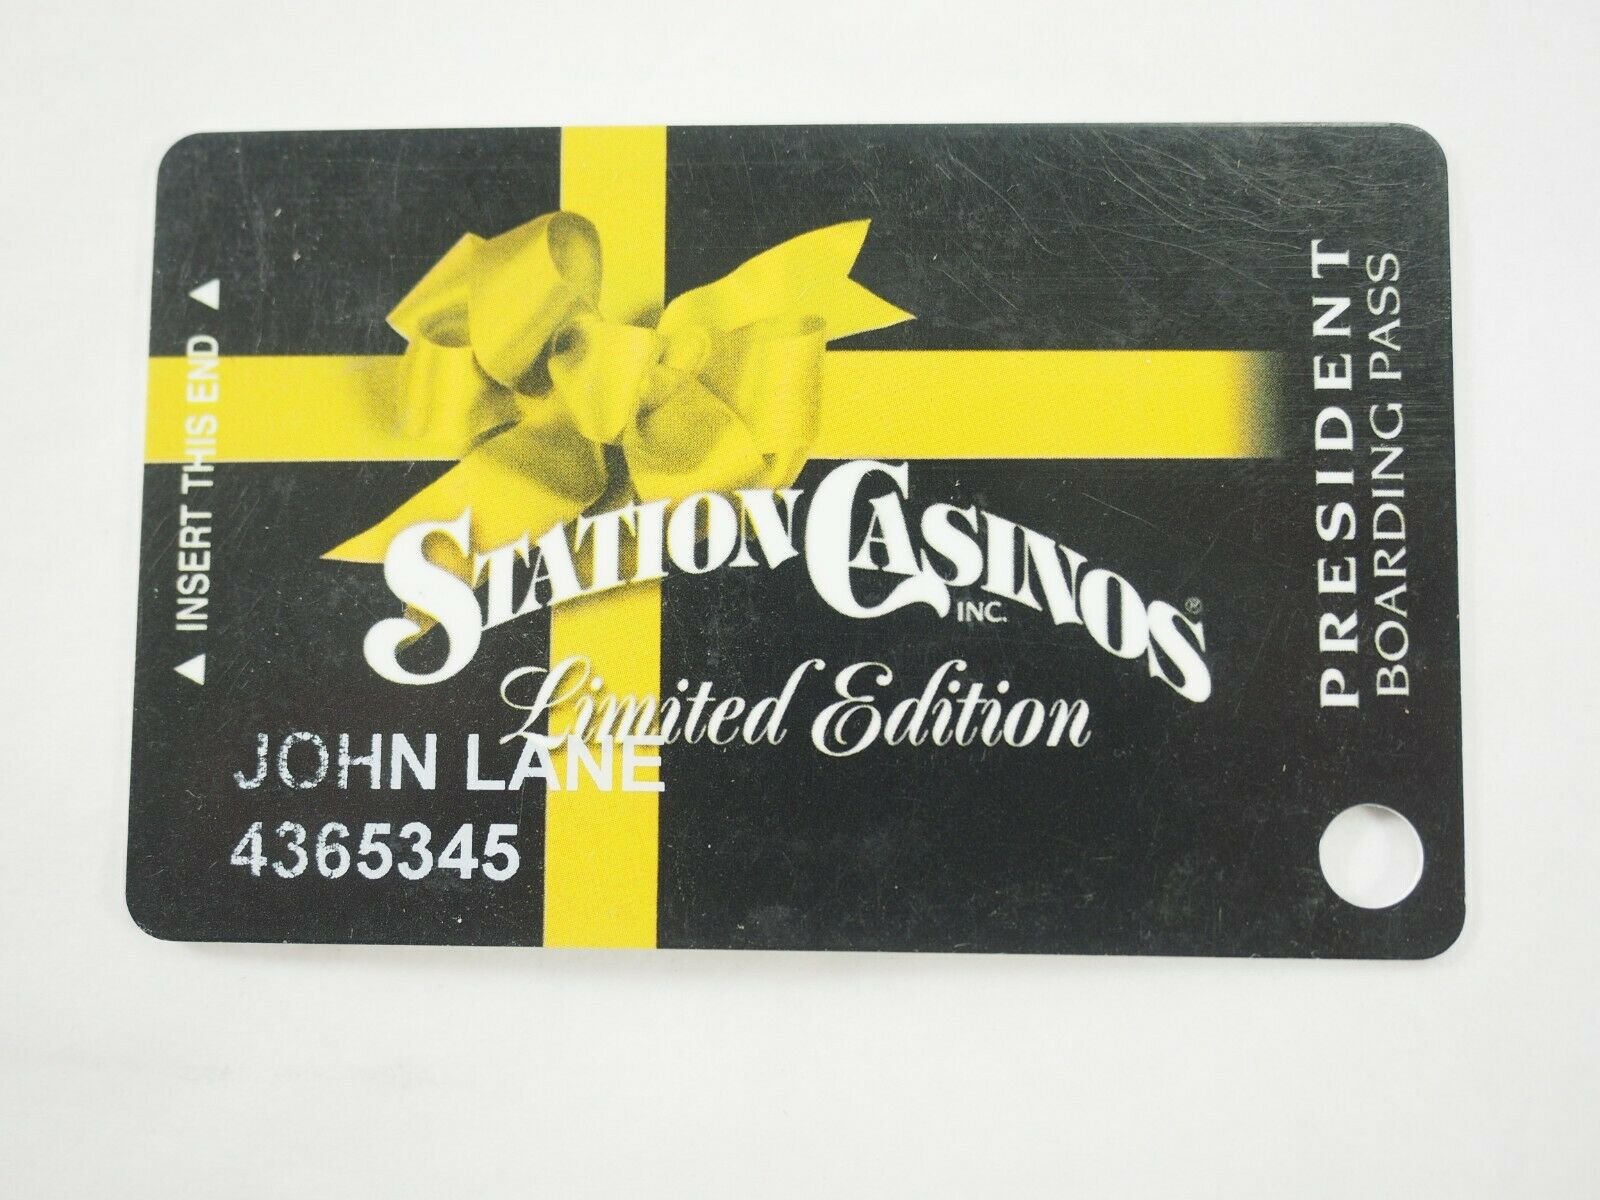 ▲ INSERT THIS END ▲
STATION CASINOS®
INC.
Limited Edition
JOHN LANE
4365345
PRESIDENT
BOARDING PASS